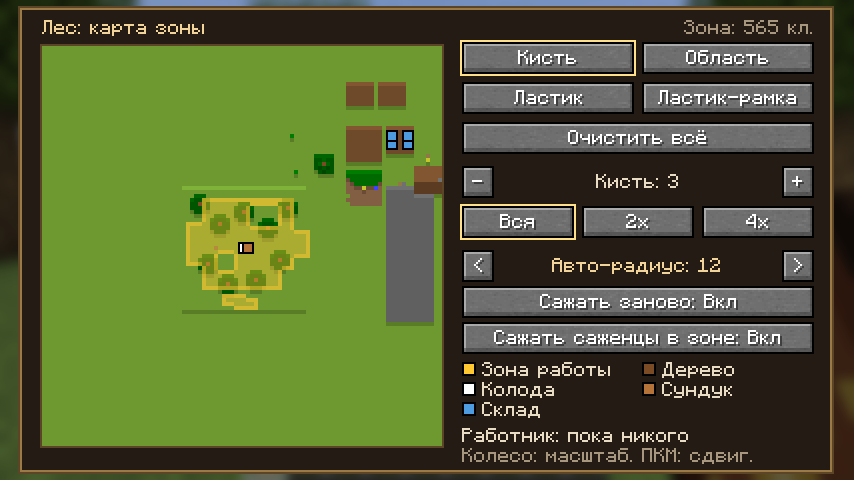 Лес: карта зоны
Зона: 565 кл.
Кисть
Область
Ластик
Ластик-рамка
Очистить всё
−
Кисть: 3
+
Вся
2x
4x
<
Авто-радиус: 12
>
Сажать заново: Вкл
Сажать саженцы в зоне: Вкл
Зона работы
Дерево
Колода
Сундук
Склад
Работник: пока никого
Колесо: масштаб. ПКМ: сдвиг.